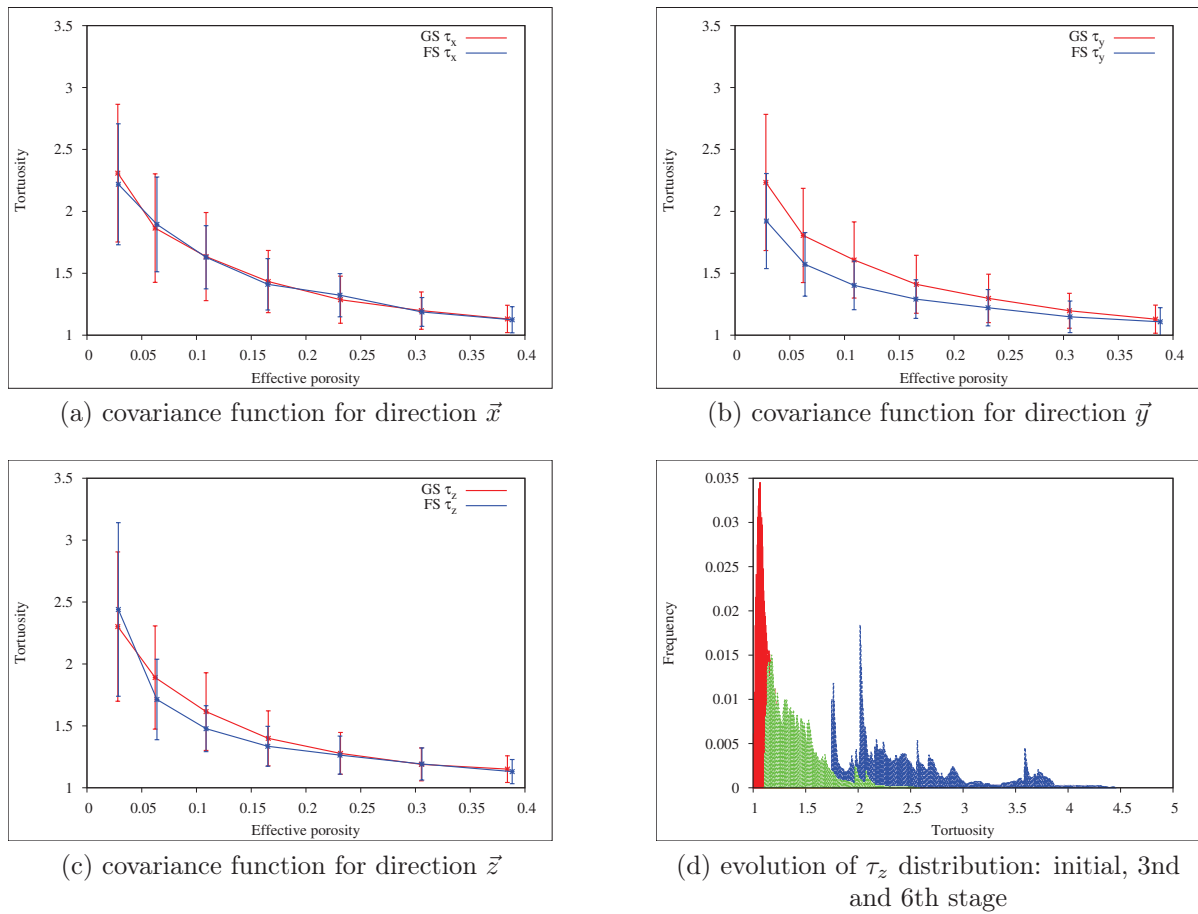 3.5
3
2.5
2
1.5
1
0 0.05 0.1 0.15 0.2 0.25 0.3 0.35 0.4
Tortuosity
Effective porosity
GS τx
FS τx
(a) covariance function for direction x⃗
3.5
3
2.5
2
1.5
1
0 0.05 0.1 0.15 0.2 0.25 0.3 0.35 0.4
Tortuosity
Effective porosity
GS τy
FS τy
(b) covariance function for direction y⃗
3.5
3
2.5
2
1.5
1
0 0.05 0.1 0.15 0.2 0.25 0.3 0.35 0.4
Tortuosity
Effective porosity
GS τz
FS τz
(c) covariance function for direction z⃗
0.035
0.03
0.025
0.02
0.015
0.01
0.005
0
1 1.5 2 2.5 3 3.5 4 4.5 5
Frequency
Tortuosity
(d) evolution of τz distribution: initial, 3nd
and 6th stage